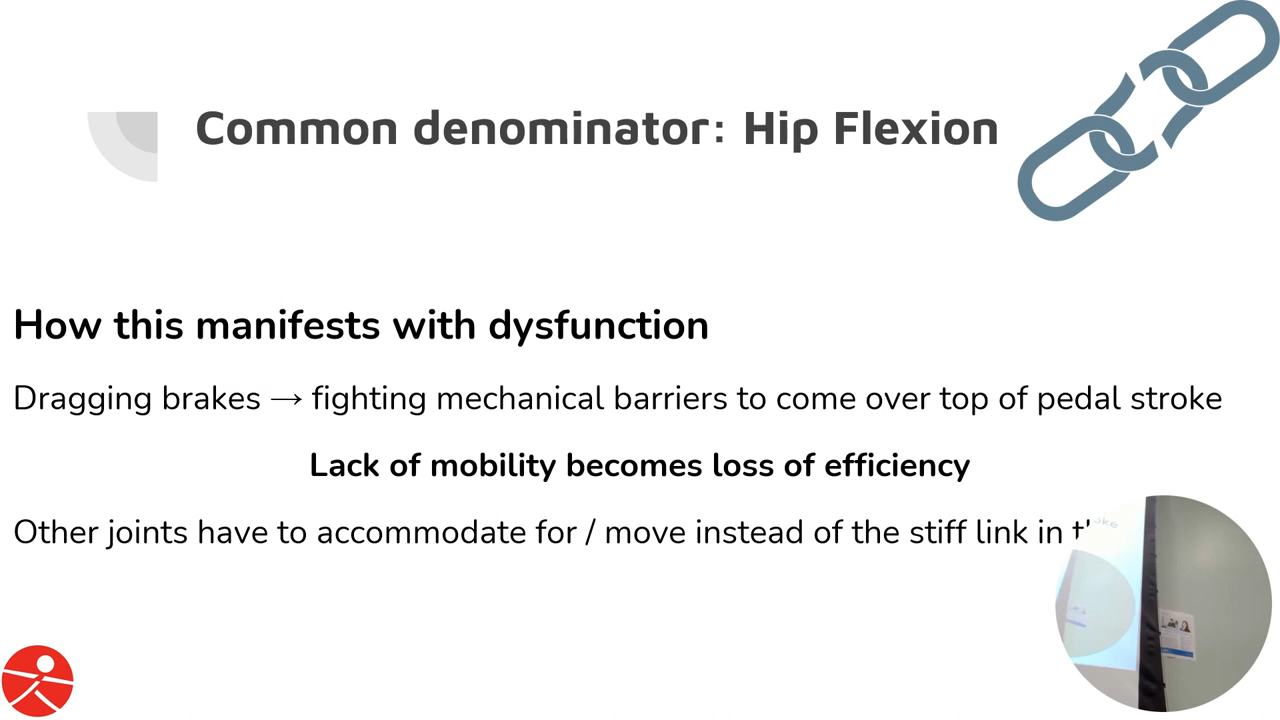 Common denominator: Hip Flexion
How this manifests with dysfunction
Dragging brakes → fighting mechanical barriers to come over top of pedal stroke
Lack of mobility becomes loss of efficiency
Other joints have to accommodate for / move instead of the stiff link in